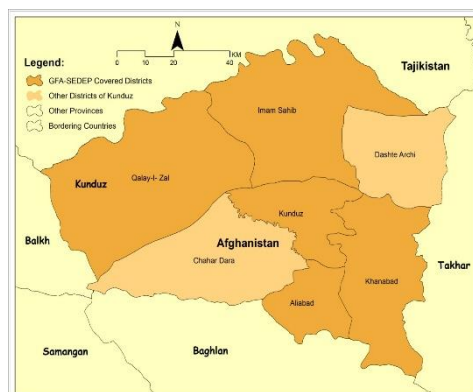 N
0 10 20 40
KM
Legend:
GFA-SEDEP Covered Districts
Other Districts of Kunduz
Other Provinces
Bordering Countries
Tajikistan
Imam Sahib
Dashte Archi
Qalay-I- Zal
Kunduz
Kunduz
Balkh
Afghanistan
Chahar Dara
Takhar
Khanabad
Aliabad
Samangan
Baghlan